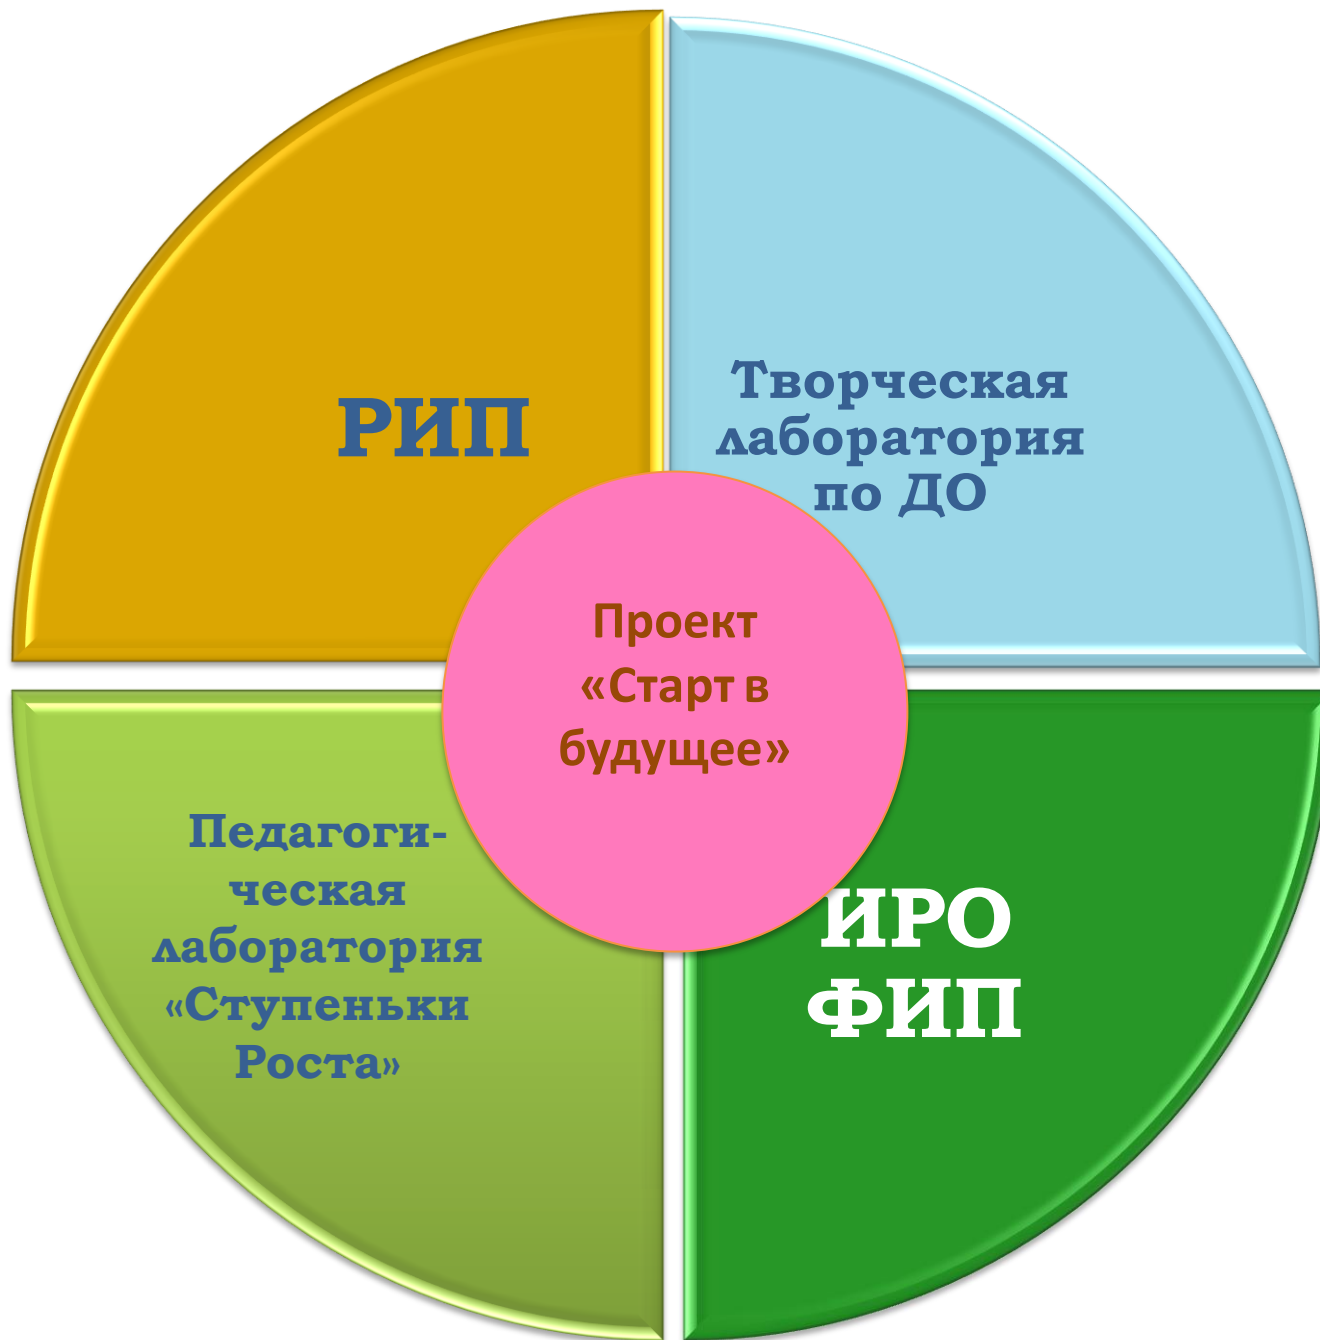 РИП
Творческая
лаборатория
по ДО
Проект
«Старт в
будущее»
Педагоги-
ческая
лаборатория
«Ступеньки
Роста»
ИРО
ФИП